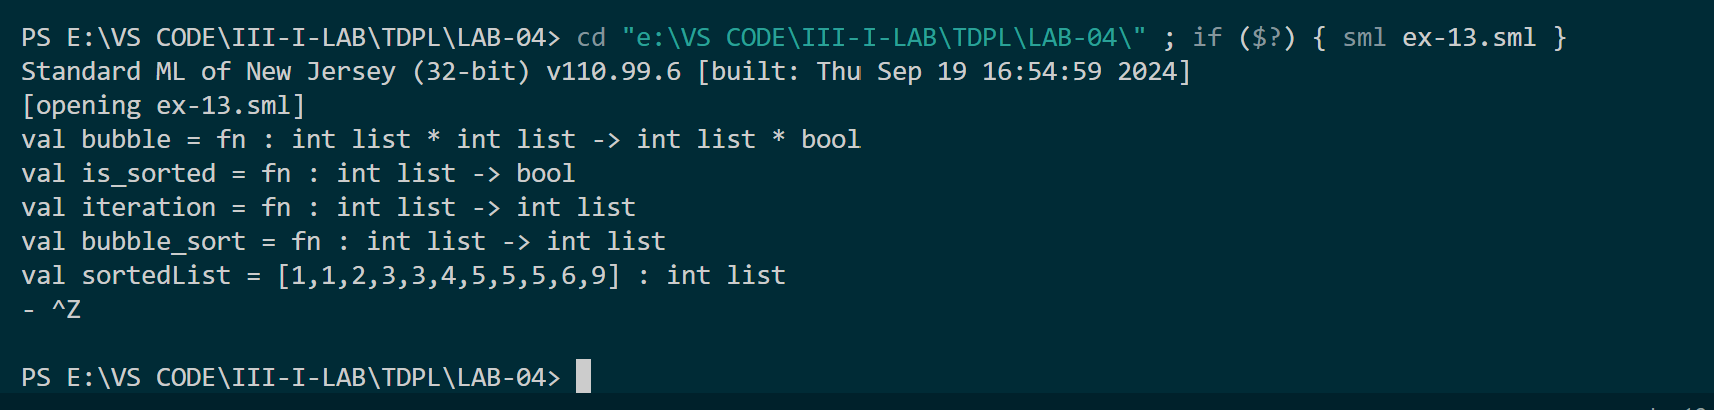 PS E:\VS CODE\III-I-LAB\TDPL\LAB-04> cd "e:\VS CODE\III-I-LAB\TDPL\LAB-04\" ; if ($?) { sml ex-13.sml }
Standard ML of New Jersey (32-bit) v110.99.6 [built: Thu Sep 19 16:54:59 2024]
[opening ex-13.sml]
val bubble = fn : int list * int list -> int list * bool
val is_sorted = fn : int list -> bool
val iteration = fn : int list -> int list
val bubble_sort = fn : int list -> int list
val sortedList = [1,1,2,3,3,4,5,5,5,6,9] : int list
- ^Z
PS E:\VS CODE\III-I-LAB\TDPL\LAB-04>